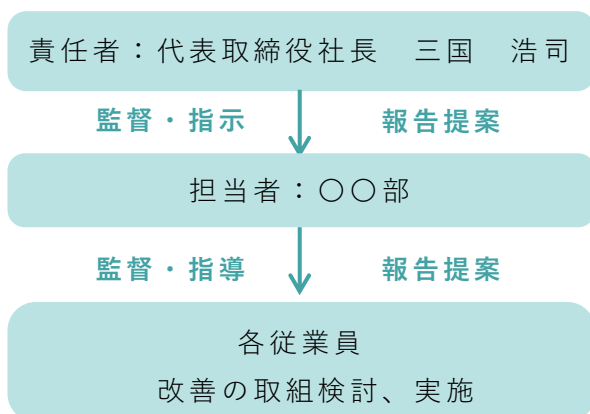 責任者：代表取締役社長　三国　浩司
監督・指示　報告提案
担当者：〇〇部
監督・指導　報告提案
各従業員
改善の取組検討、実施